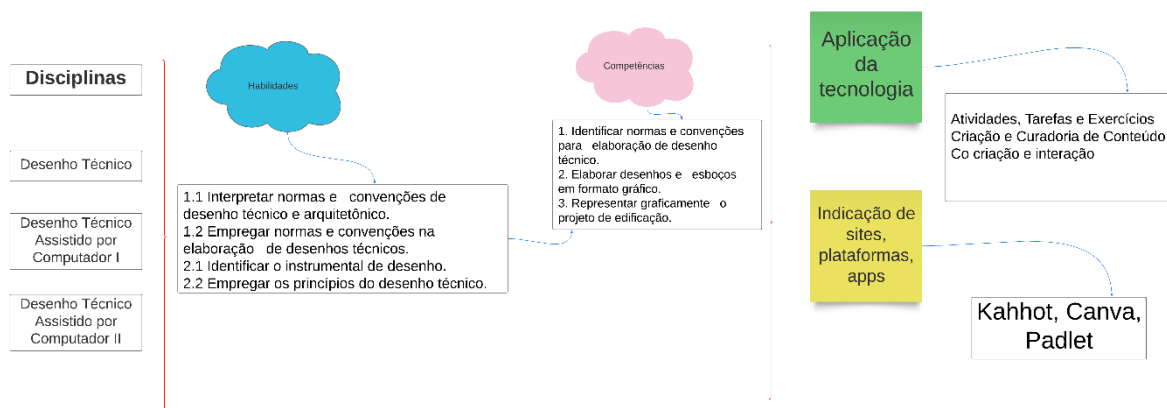 Disciplinas
Desenho Técnico
Desenho Técnico
Assistido por
Computador I
Desenho Técnico
Assistido por
Computador II
Habilidades
1.1 Interpretar normas e convenções de
desenho técnico e arquitetônico.
1.2 Empregar normas e convenções na
elaboração de desenhos técnicos.
2.1 Identificar o instrumental de desenho.
2.2 Empregar os princípios do desenho técnico.
Competências
1. Identificar normas e convenções
para elaboração de desenho
técnico.
2. Elaborar desenhos e esboços
em formato gráfico.
3. Representar graficamente o
projeto de edificação.
Aplicação
da
tecnologia
Atividades, Tarefas e Exercícios
Criação e Curadoria de Conteúdo
Co criação e interação
Indicação de
sites,
plataformas,
apps
Kahhot, Canva,
Padlet